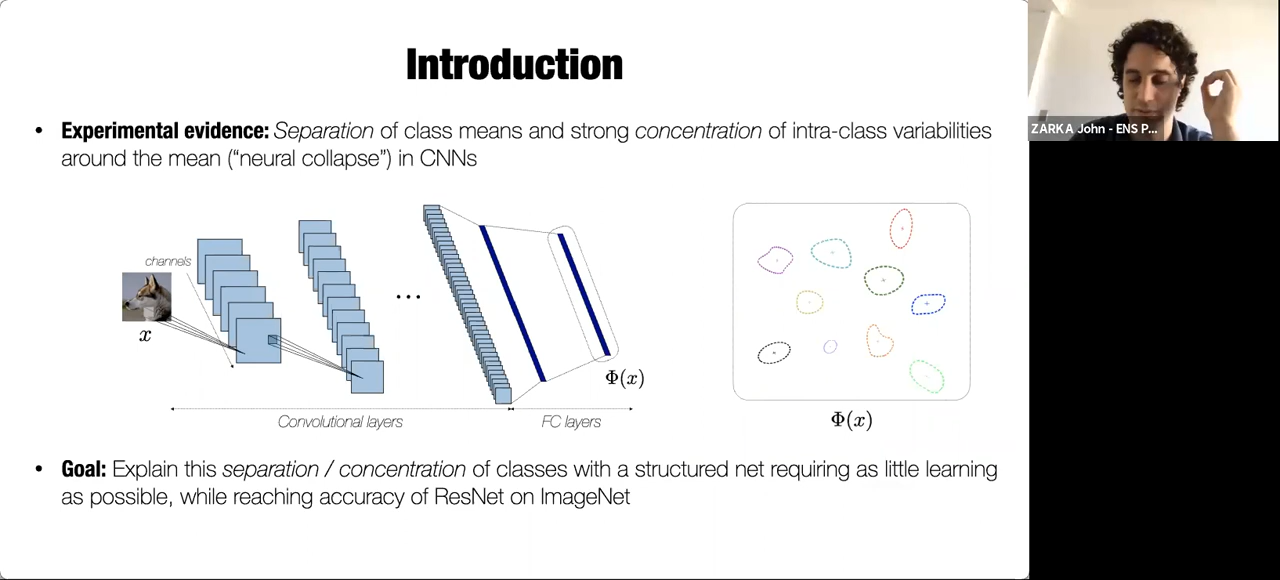 Introduction
• Experimental evidence: Separation of class means and strong concentration of intra-class variabilities
around the mean (“neural collapse”) in CNNs
channels
x
...
Φ(x)
Convolutional layers
FC layers
Φ(x)
• Goal: Explain this separation / concentration of classes with a structured net requiring as little learning
as possible, while reaching accuracy of ResNet on ImageNet
ZARKA John - ENS P...